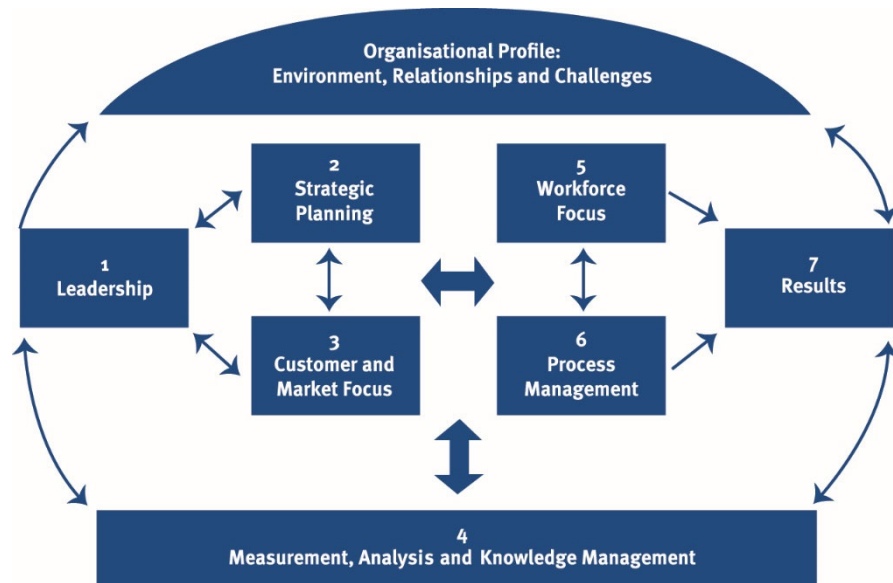 Organisational Profile:
Environment, Relationships and Challenges
2
Strategic
Planning
5
Workforce
Focus
1
Leadership
7
Results
3
Customer and
Market Focus
6
Process
Management
4
Measurement, Analysis and Knowledge Management